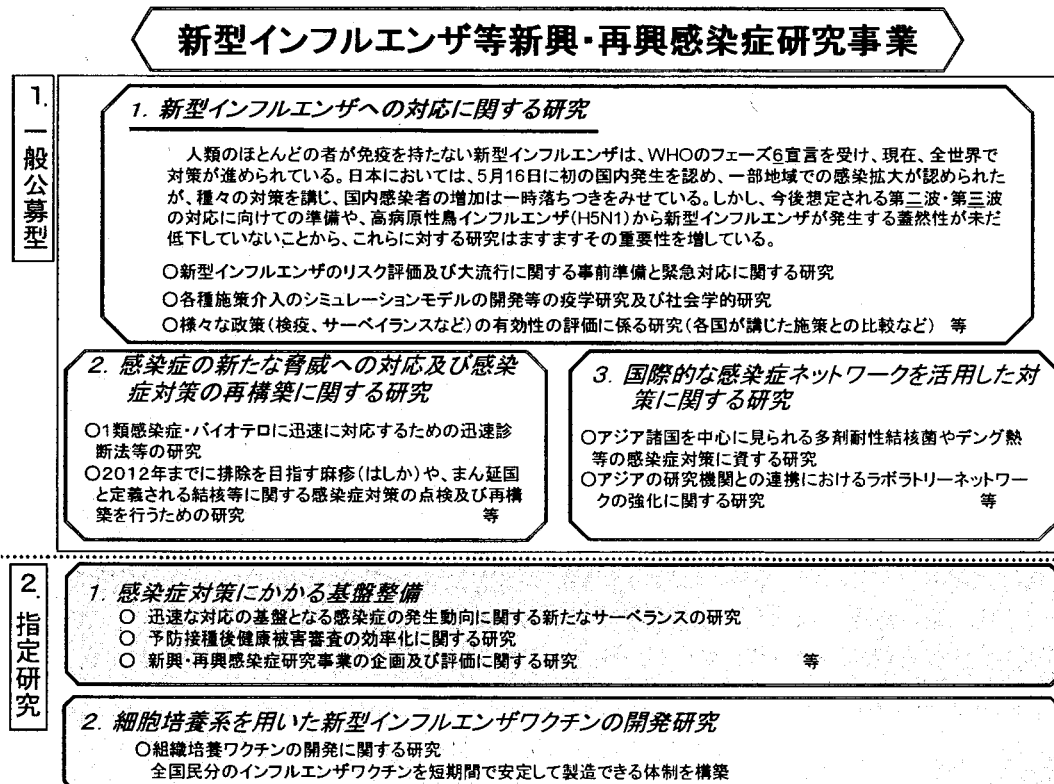 新型インフルエンザ等新興・再興感染症研究事業
1.一般公募型
1. 新型インフルエンザへの対応に関する研究
人類のほとんどの者が免疫を持たない新型インフルエンザは、WHOのフェーズ6宣言を受け、現在、全世界で
対策が進められている。日本においては、5月16日に初の国内発生を認め、一部地域での感染拡大が認められた
が、種々の対策を講じ、国内感染者の増加は一時落ちつきをみせている。しかし、今後想定される第二波・第三波
の対応に向けての準備や、高病原性鳥インフルエンザ(H5N1)から新型インフルエンザが発生する蓋然性が未だ
低下していないことから、これらに対する研究はますますその重要性を増している。
○新型インフルエンザのリスク評価及び大流行に関する事前準備と緊急対応に関する研究
○各種施策介入のシミュレーションモデルの開発等の疫学研究及び社会学的研究
○様々な政策(検疫、サーベイランスなど)の有効性の評価に係る研究(各国が講じた施策との比較など) 等
2. 感染症の新たな脅威への対応及び感染
症対策の再構築に関する研究
○1類感染症・バイオテロに迅速に対応するための迅速診
断法等の研究
○2012年までに排除を目指す麻疹(はしか)や、まん延国
と定義される結核等に関する感染症対策の点検及び再構
築を行うための研究 等
3. 国際的な感染症ネットワークを活用した対
策に関する研究
○アジア諸国を中心に見られる多剤耐性結核菌やデング熱
等の感染症対策に資する研究
○アジアの研究機関との連携におけるラボラトリーネットワー
クの強化に関する研究 等
2.指定研究
1. 感染症対策にかかる基盤整備
○ 迅速な対応の基盤となる感染症の発生動向に関する新たなサーベランスの研究
○ 予防接種後健康被害審査の効率化に関する研究
○ 新興・再興感染症研究事業の企画及び評価に関する研究 等
2. 細胞培養系を用いた新型インフルエンザワクチンの開発研究
○組織培養ワクチンの開発に関する研究
全国民分のインフルエンザワクチンを短期間で安定して製造できる体制を構築